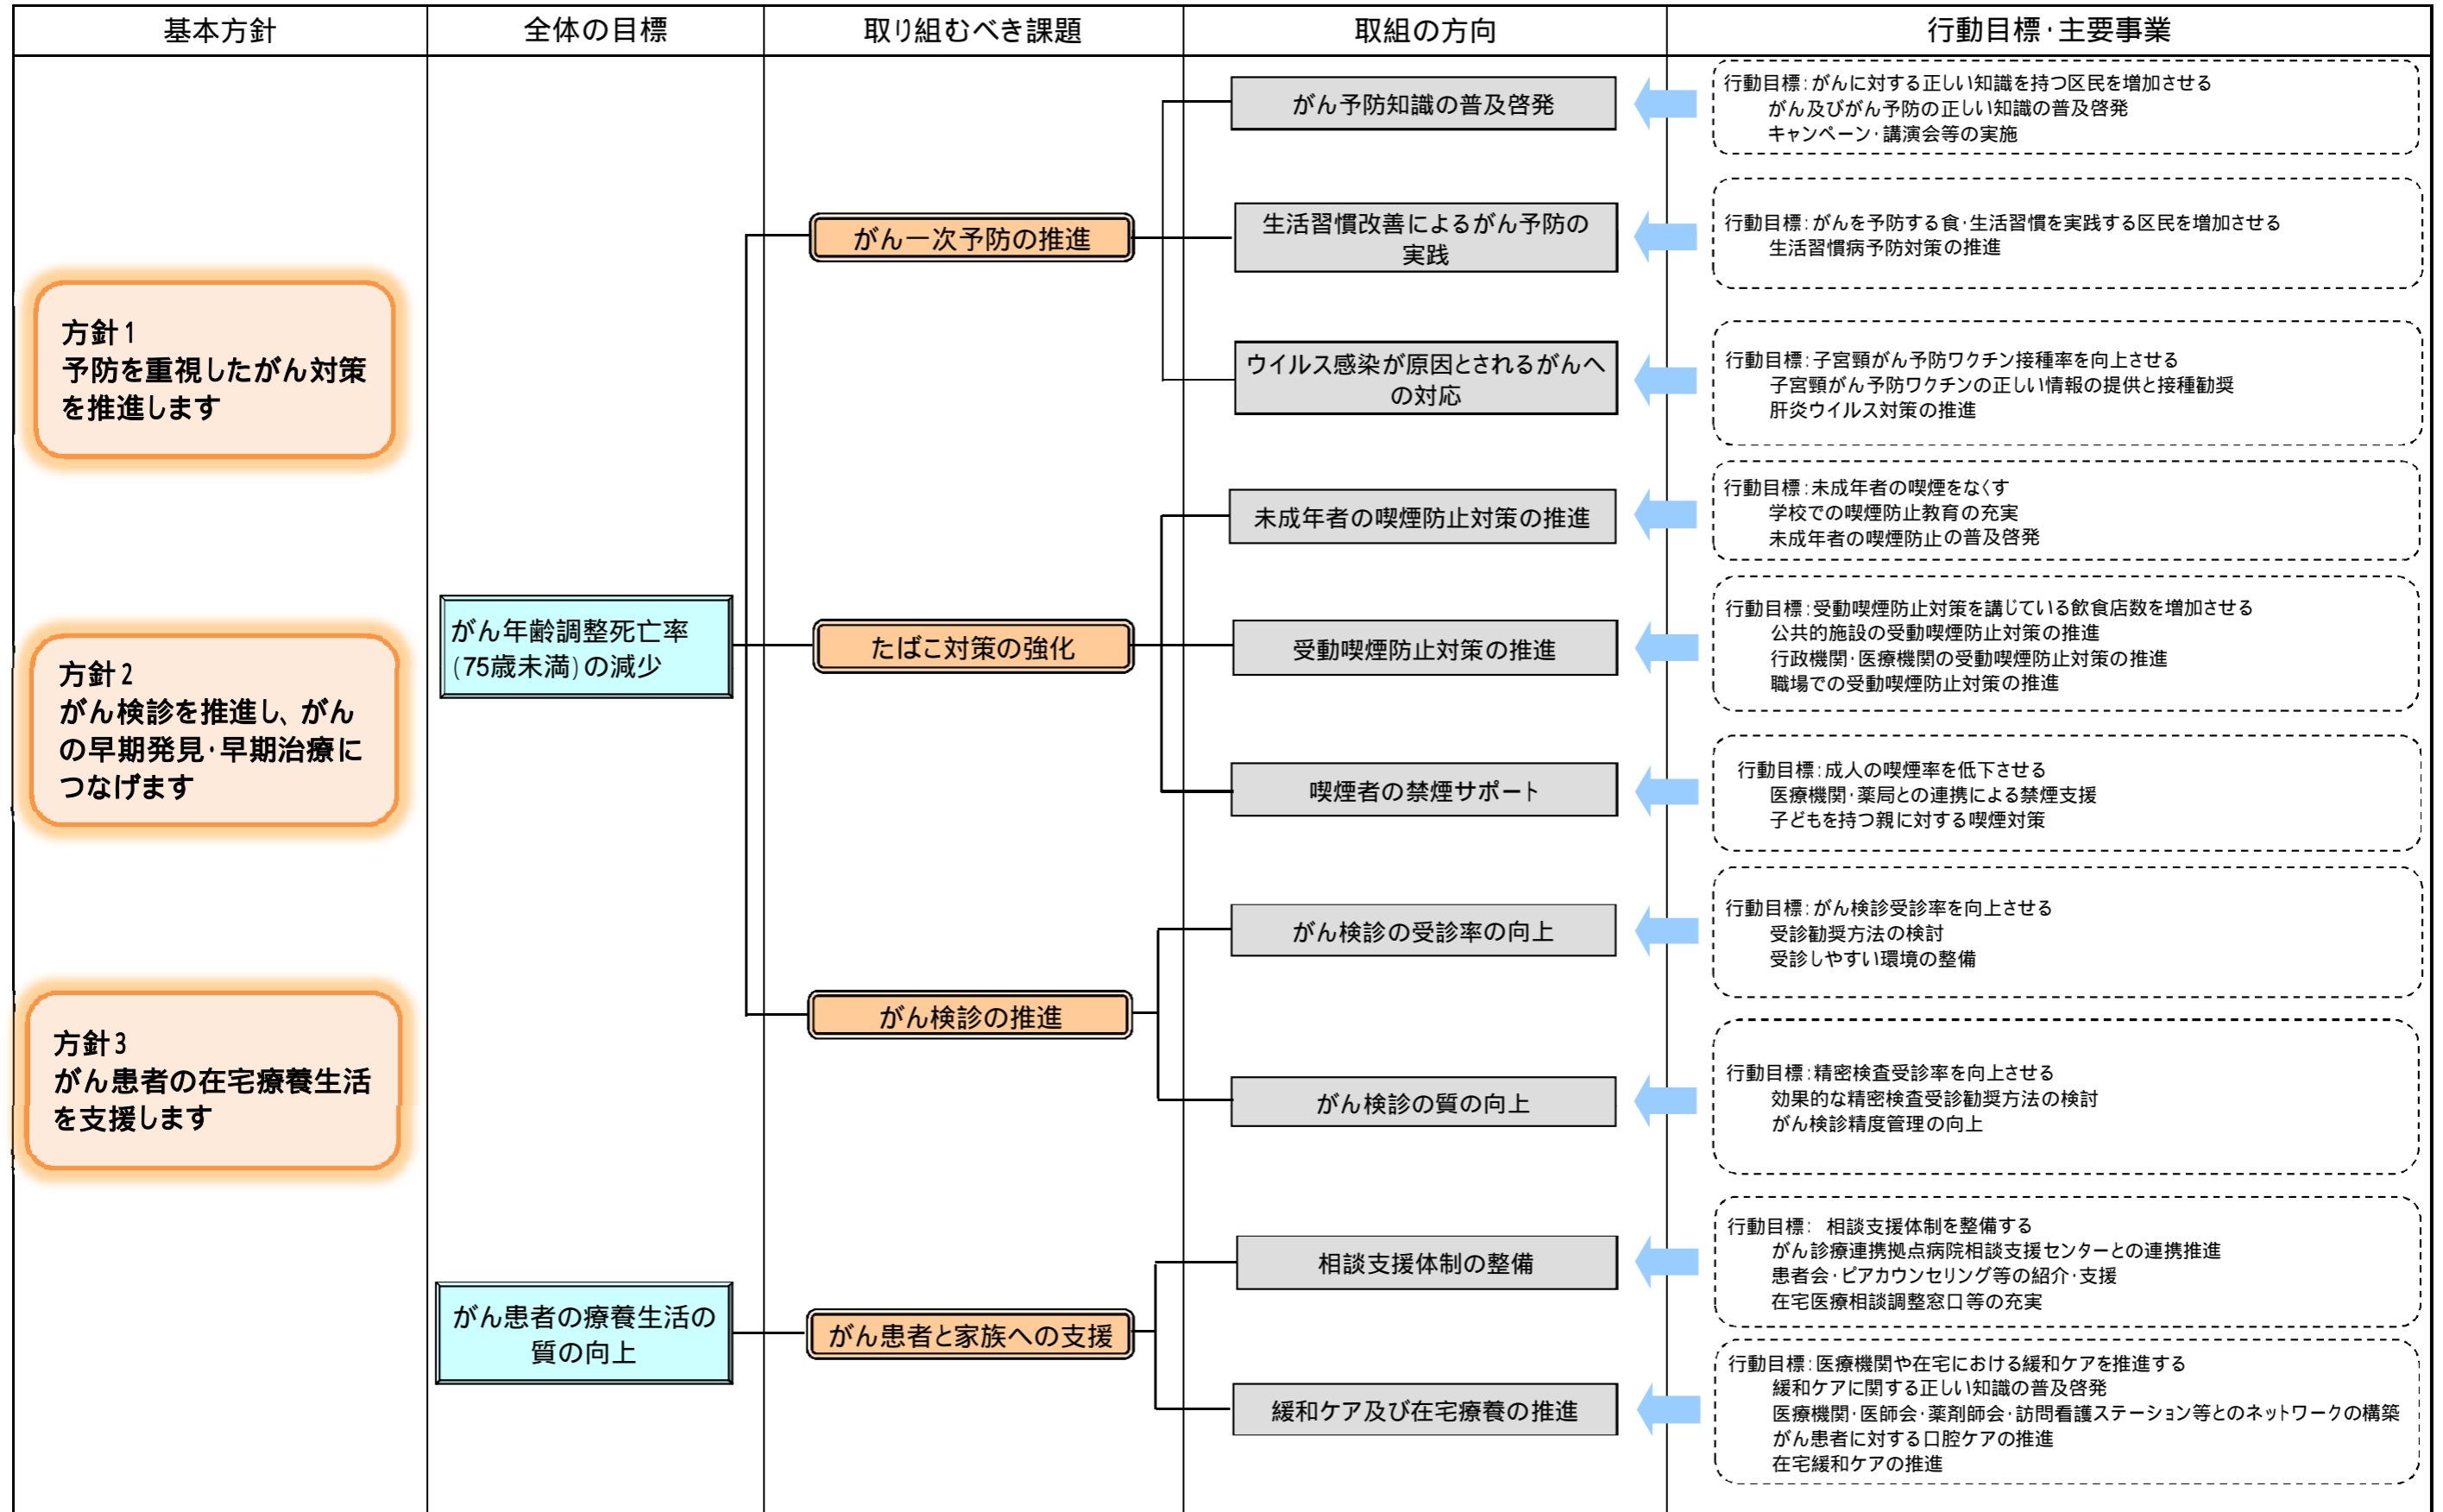 基本方針
全体の目標
取り組むべき課題
取組の方向
行動目標・主要事業
方針1
予防を重視したがん対策
を推進します
方針2
がん検診を推進し、がん
の早期発見・早期治療に
つなげます
方針3
がん患者の在宅療養生活
を支援します
がん年齢調整死亡率
(75歳未満)の減少
がん患者の療養生活の
質の向上
がん一次予防の推進
たばこ対策の強化
がん検診の推進
がん患者と家族への支援
がん予防知識の普及啓発
生活習慣改善によるがん予防の
実践
ウイルス感染が原因とされるがんへ
の対応
未成年者の喫煙防止対策の推進
受動喫煙防止対策の推進
喫煙者の禁煙サポート
がん検診の受診率の向上
がん検診の質の向上
相談支援体制の整備
緩和ケア及び在宅療養の推進
行動目標:がんに対する正しい知識を持つ区民を増加させる
がん及びがん予防の正しい知識の普及啓発
キャンペーン・講演会等の実施
行動目標:がんを予防する食・生活習慣を実践する区民を増加させる
生活習慣病予防対策の推進
行動目標:子宮頸がん予防ワクチン接種率を向上させる
子宮頸がん予防ワクチンの正しい情報の提供と接種勧奨
肝炎ウイルス対策の推進
行動目標:未成年者の喫煙をなくす
学校での喫煙防止教育の充実
未成年者の喫煙防止の普及啓発
行動目標:受動喫煙防止対策を講じている飲食店数を増加させる
公共的施設の受動喫煙防止対策の推進
行政機関・医療機関の受動喫煙防止対策の推進
職場での受動喫煙防止対策の推進
行動目標:成人の喫煙率を低下させる
医療機関・薬局との連携による禁煙支援
子どもを持つ親に対する喫煙対策
行動目標:がん検診受診率を向上させる
受診勧奨方法の検討
受診しやすい環境の整備
行動目標:精密検査受診率を向上させる
効果的な精密検査受診勧奨方法の検討
がん検診精度管理の向上
行動目標: 相談支援体制を整備する
がん診療連携拠点病院相談支援センターとの連携推進
患者会・ピアカウンセリング等の紹介・支援
在宅医療相談調整窓口等の充実
行動目標:医療機関や在宅における緩和ケアを推進する
緩和ケアに関する正しい知識の普及啓発
医療機関・医師会・薬剤師会・訪問看護ステーション等とのネットワークの構築
がん患者に対する口腔ケアの推進
在宅緩和ケアの推進